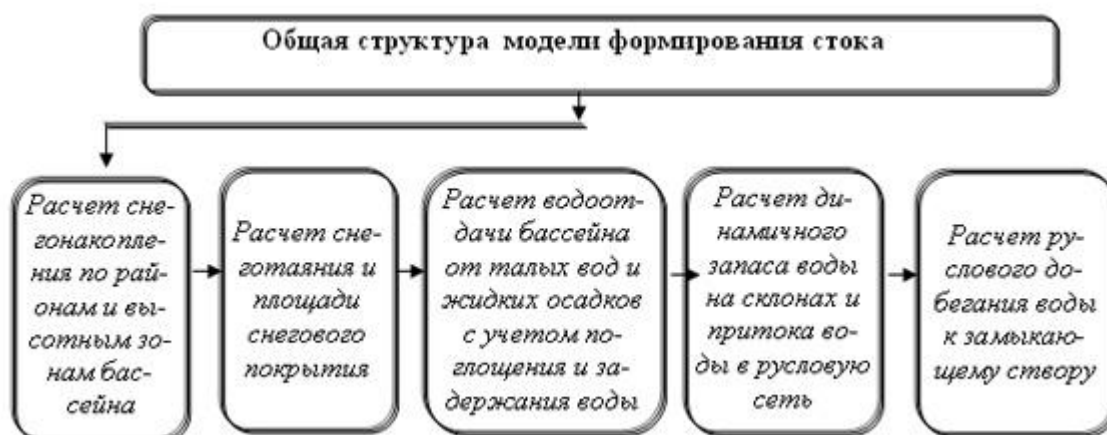 Общая структура модели формирования стока
Расчет сне-
гонакопле-
ния по рай-
онам и вы-
сотным зо-
нам бас-
сейна
Расчет сне-
готаяния и
площади
снегового
покрытия
Расчет водоот-
дачи бассейна
от талых вод и
жидких осадков
с учетом по-
глощения и за-
держания воды
Расчет ди-
намичного
запаса воды
на склонах и
притока во-
ды в русловую
сеть
Расчет ру-
слового до-
бегания воды
к замыкаю-
щему створу